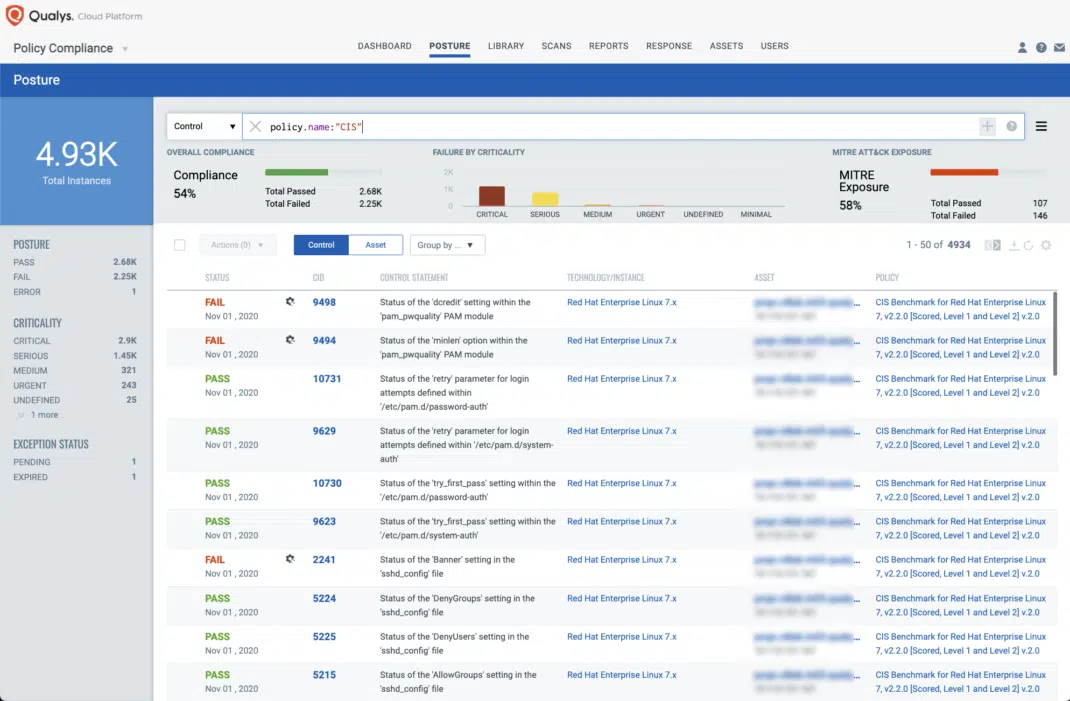 Qualys. Cloud Platform
Policy Compliance
DASHBOARD POSTURE LIBRARY SCANS REPORTS RESPONSE ASSETS USERS
Posture
4.93K
Total Instances
Control policy.name:"CIS"
OVERALL COMPLIANCE
Compliance
54%
Total Passed 2.68K
Total Failed 2.25K
FAILURE BY CRITICALITY
2K
1K
0
CRITICAL SERIOUS MEDIUM URGENT UNDEFINED MINIMAL
MITRE ATT&CK EXPOSURE
MITRE
Exposure
58%
Total Passed 107
Total Failed 146
POSTURE
PASS 2.68K
FAIL 2.25K
ERROR 1
CRITICALITY
CRITICAL 2.9K
SERIOUS 1.45K
MEDIUM 321
URGENT 243
UNDEFINED 25
1 more
EXCEPTION STATUS
PENDING 1
EXPIRED 1
Actions (0) Control Asset Group by ... 1 - 50 of 4934
STATUS CID CONTROL STATEMENT TECHNOLOGY/INSTANCE ASSET POLICY
FAIL 9498 Status of the 'dcredit' setting within the Red Hat Enterprise Linux 7.x CIS Benchmark for Red Hat Enterprise Linux
Nov 01 , 2020 'pam_pwquality' PAM module 7, v2.2.0 [Scored, Level 1 and Level 2] v.2.0
FAIL 9494 Status of the 'minlen' option within the Red Hat Enterprise Linux 7.x CIS Benchmark for Red Hat Enterprise Linux
Nov 01 , 2020 'pam_pwquality' PAM module 7, v2.2.0 [Scored, Level 1 and Level 2] v.2.0
PASS 10731 Status of the 'retry' parameter for login Red Hat Enterprise Linux 7.x CIS Benchmark for Red Hat Enterprise Linux
Nov 01 , 2020 attempts defined within 7, v2.2.0 [Scored, Level 1 and Level 2] v.2.0
'/etc/pam.d/password-auth'
PASS 9629 Status of the 'retry' parameter for login Red Hat Enterprise Linux 7.x CIS Benchmark for Red Hat Enterprise Linux
Nov 01 , 2020 attempts defined within '/etc/pam.d/system- 7, v2.2.0 [Scored, Level 1 and Level 2] v.2.0
auth'
PASS 10730 Status of the 'try_first_pass' setting within the Red Hat Enterprise Linux 7.x CIS Benchmark for Red Hat Enterprise Linux
Nov 01 , 2020 '/etc/pam.d/password-auth' 7, v2.2.0 [Scored, Level 1 and Level 2] v.2.0
PASS 9623 Status of the 'try_first_pass' setting within the Red Hat Enterprise Linux 7.x CIS Benchmark for Red Hat Enterprise Linux
Nov 01 , 2020 '/etc/pam.d/system-auth' 7, v2.2.0 [Scored, Level 1 and Level 2] v.2.0
FAIL 2241 Status of the 'Banner' setting in the Red Hat Enterprise Linux 7.x CIS Benchmark for Red Hat Enterprise Linux
Nov 01 , 2020 'sshd_config' file 7, v2.2.0 [Scored, Level 1 and Level 2] v.2.0
PASS 5224 Status of the 'DenyGroups' setting in the Red Hat Enterprise Linux 7.x CIS Benchmark for Red Hat Enterprise Linux
Nov 01 , 2020 'sshd_config' file 7, v2.2.0 [Scored, Level 1 and Level 2] v.2.0
PASS 5225 Status of the 'DenyUsers' setting in the Red Hat Enterprise Linux 7.x CIS Benchmark for Red Hat Enterprise Linux
Nov 01 , 2020 'sshd_config' file 7, v2.2.0 [Scored, Level 1 and Level 2] v.2.0
PASS 5215 Status of the 'AllowGroups' setting in the Red Hat Enterprise Linux 7.x CIS Benchmark for Red Hat Enterprise Linux
Nov 01 , 2020 'sshd_config' file 7, v2.2.0 [Scored, Level 1 and Level 2] v.2.0